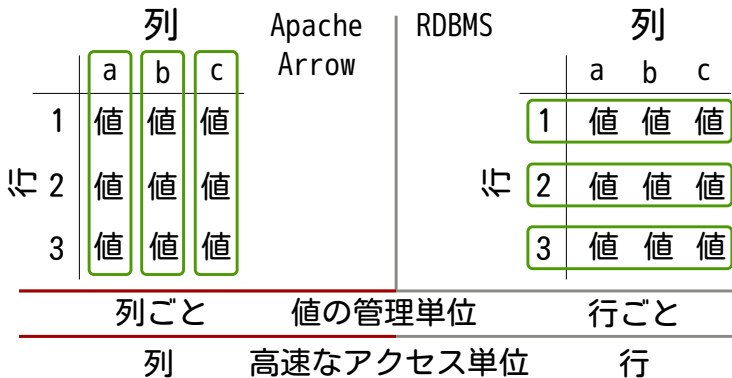 列 Apache RDBMS 列
Arrow
a b c a b c
1 値 値 値 1 値 値 値
行 2 値 値 値 行 2 値 値 値
3 値 値 値 3 値 値 値
列ごと 値の管理単位 行ごと
列 高速なアクセス単位 行